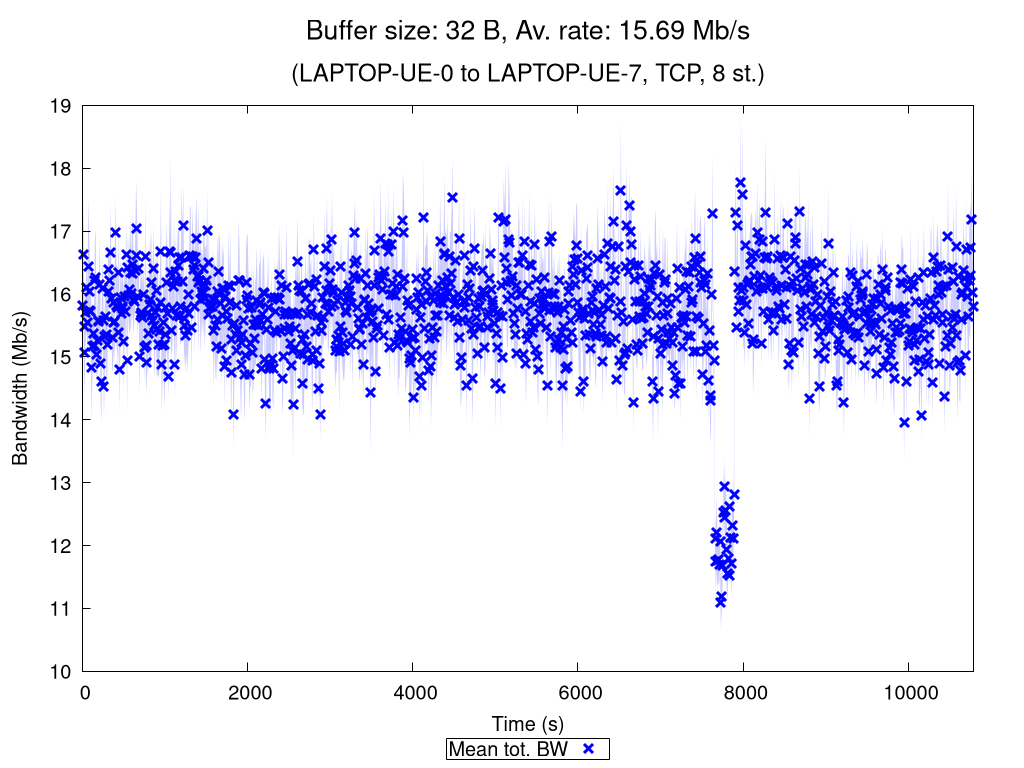 Buffer size: 32 B, Av. rate: 15.69 Mb/s
(LAPTOP-UE-0 to LAPTOP-UE-7, TCP, 8 st.)
19
18
17
16
15
14
13
12
11
10
Bandwidth (Mb/s)
0 2000 4000 6000 8000 10000
Time (s)
Mean tot. BW